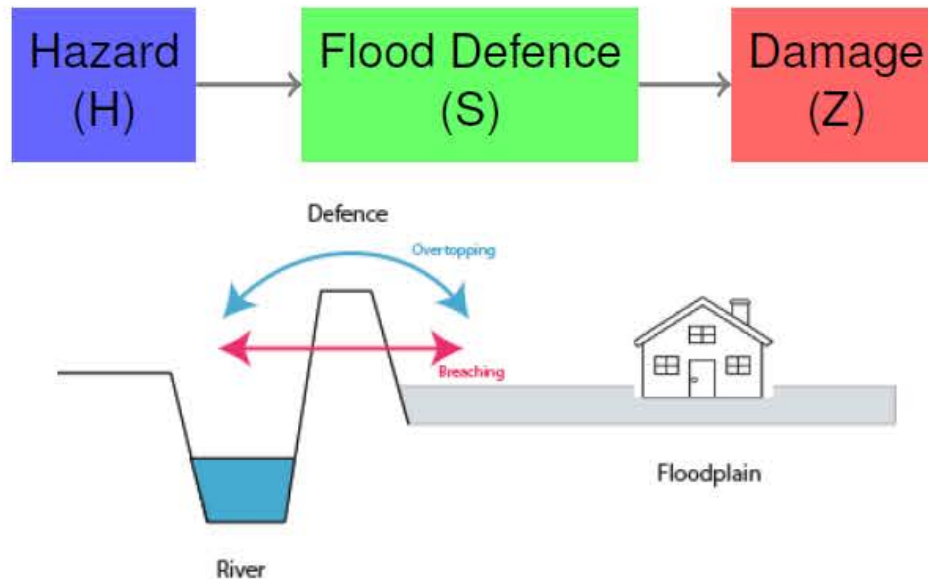 Hazard
(H)
Flood Defence
(S)
Damage
(Z)
Defence
Overtopping
Breaching
Floodplain
River